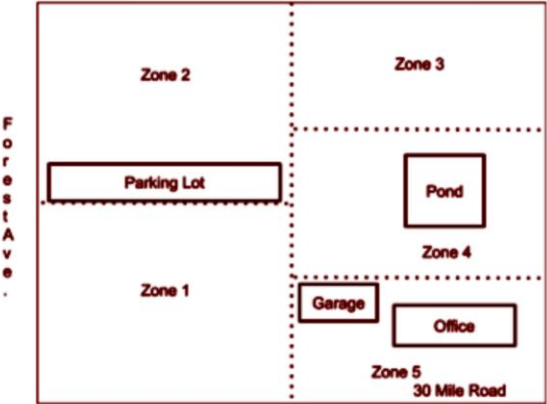 Zone 2
Zone 3
Forest Ave.
Parking Lot
Pond
Zone 4
Zone 1
Garage
Office
Zone 5
30 Mile Road